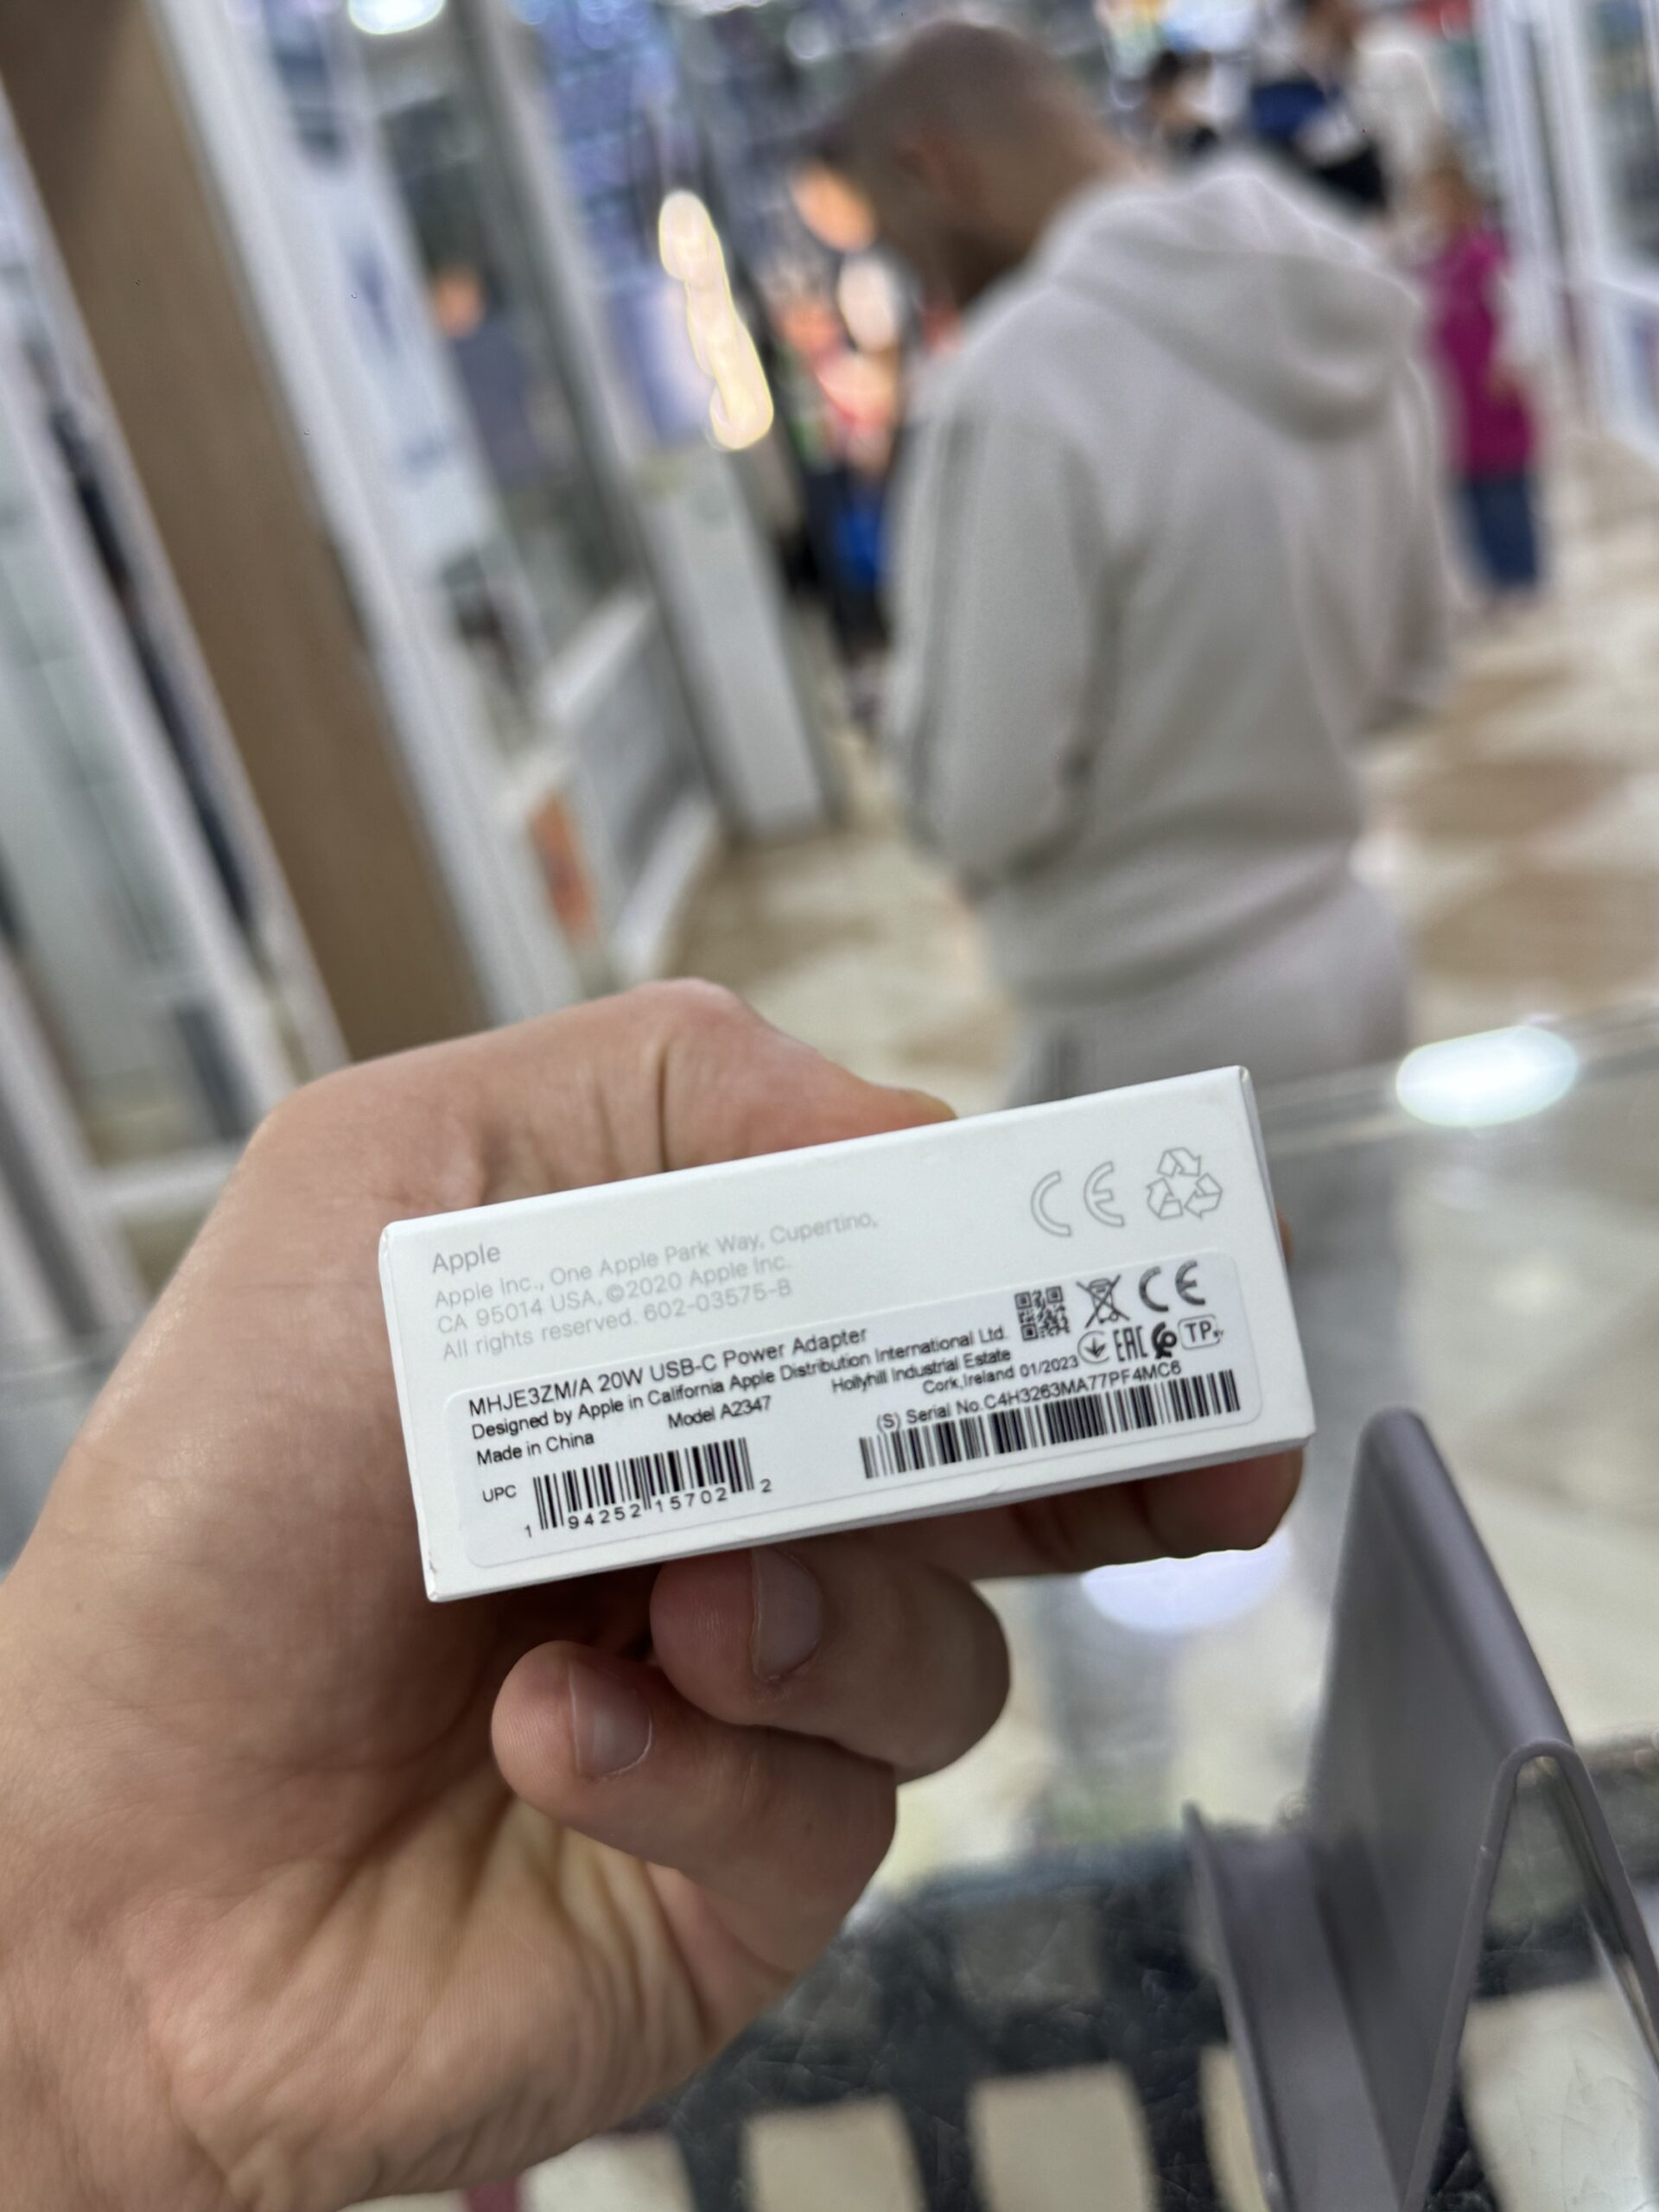 Apple
Apple Inc., One Apple Park Way, Cupertino,
CA 95014 USA, ©2020 Apple Inc.
All rights reserved. 602-03575-B
CE
MHJE3ZM/A 20W USB-C Power Adapter
Designed by Apple in California Apple Distribution International Ltd.
Hollyhill Industrial Estate
Cork,Ireland 01/2023
Made in China
Model A2347
CE
EAC
TP
(S) Serial No.C4H3263MA77PF4MC6
UPC
1 94252 15702 2